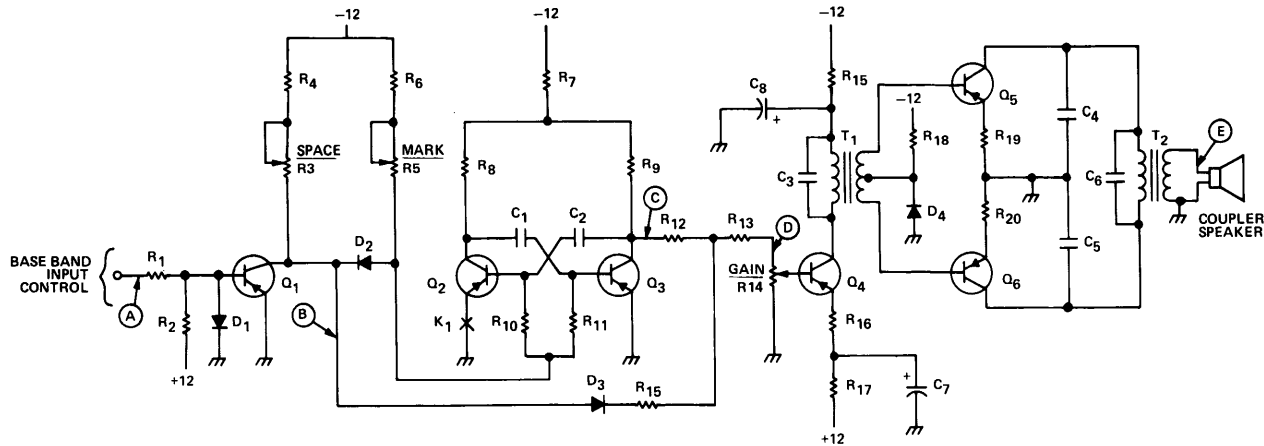 -12
-12
-12
R4
R6
R7
R15
C8
+
Q5
C4
-12
SPACE
R3
MARK
R5
R8
R9
C3
T1
R18
R19
C6
T2
E
C1
C2
C
R12
R13
D
D4
R20
C5
COUPLER
SPEAKER
BASE BAND
INPUT
CONTROL
R1
A
D2
Q1
Q2
Q3
GAIN
R14
Q4
Q6
R2
D1
B
K1
R10
R11
R16
+12
D3
R15
R17
+
C7
+12